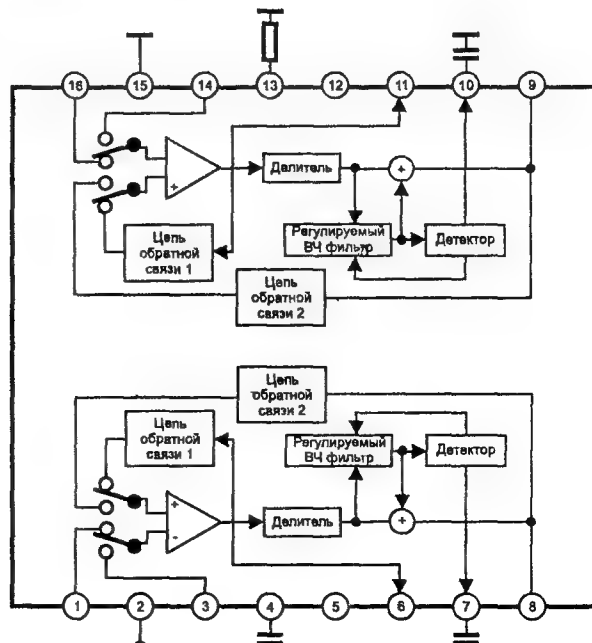 16 15 14 13 12 11 10 9
+
Делитель
+
Цепь
обратной
связи 1
Регулируемый
ВЧ фильтр
Детектор
Цепь
обратной
связи 2
Цепь
обратной
связи 2
Цепь
обратной
связи 1
Регулируемый
ВЧ фильтр
Детектор
+
-
Делитель
+
1 2 3 4 5 6 7 8